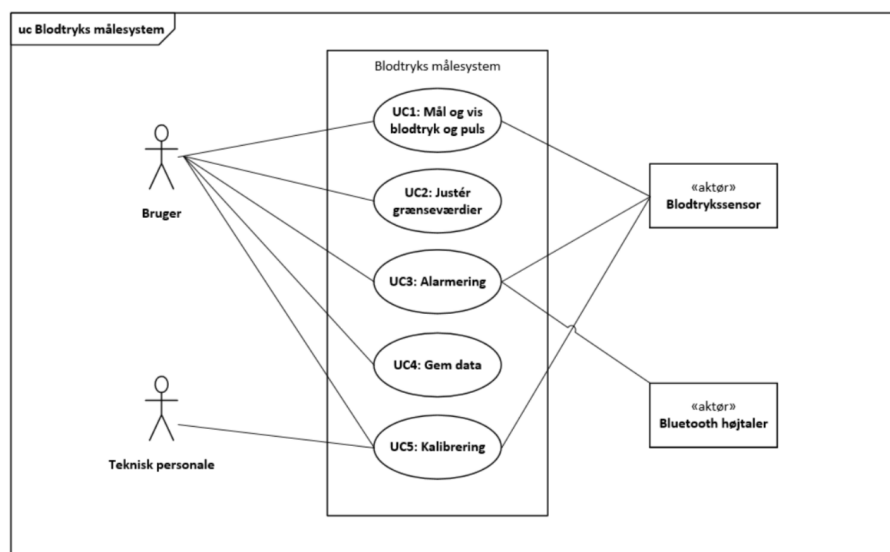 uc Blodtryks målesystem
Blodtryks målesystem
UC1: Mål og vis
blodtryk og puls
UC2: Justér
grænseværdier
UC3: Alarmering
UC4: Gem data
UC5: Kalibrering
Bruger
Teknisk personale
«aktør»
Blodtrykssensor
«aktør»
Bluetooth højtaler